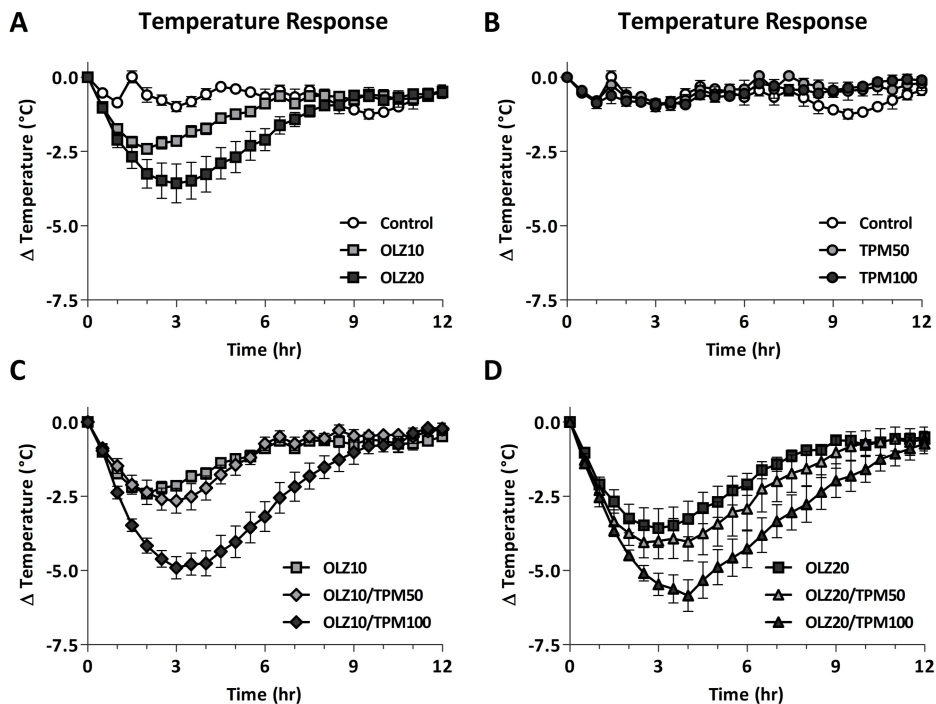 A
Temperature Response
B
Temperature Response
Δ Temperature (°C)
0.0
-2.5
-5.0
-7.5
Control
OLZ10
OLZ20
0 3 6 9 12
Time (hr)
Δ Temperature (°C)
0.0
-2.5
-5.0
-7.5
Control
TPM50
TPM100
0 3 6 9 12
Time (hr)
C
Δ Temperature (°C)
0.0
-2.5
-5.0
-7.5
OLZ10
OLZ10/TPM50
OLZ10/TPM100
0 3 6 9 12
Time (hr)
D
Δ Temperature (°C)
0.0
-2.5
-5.0
-7.5
OLZ20
OLZ20/TPM50
OLZ20/TPM100
0 3 6 9 12
Time (hr)